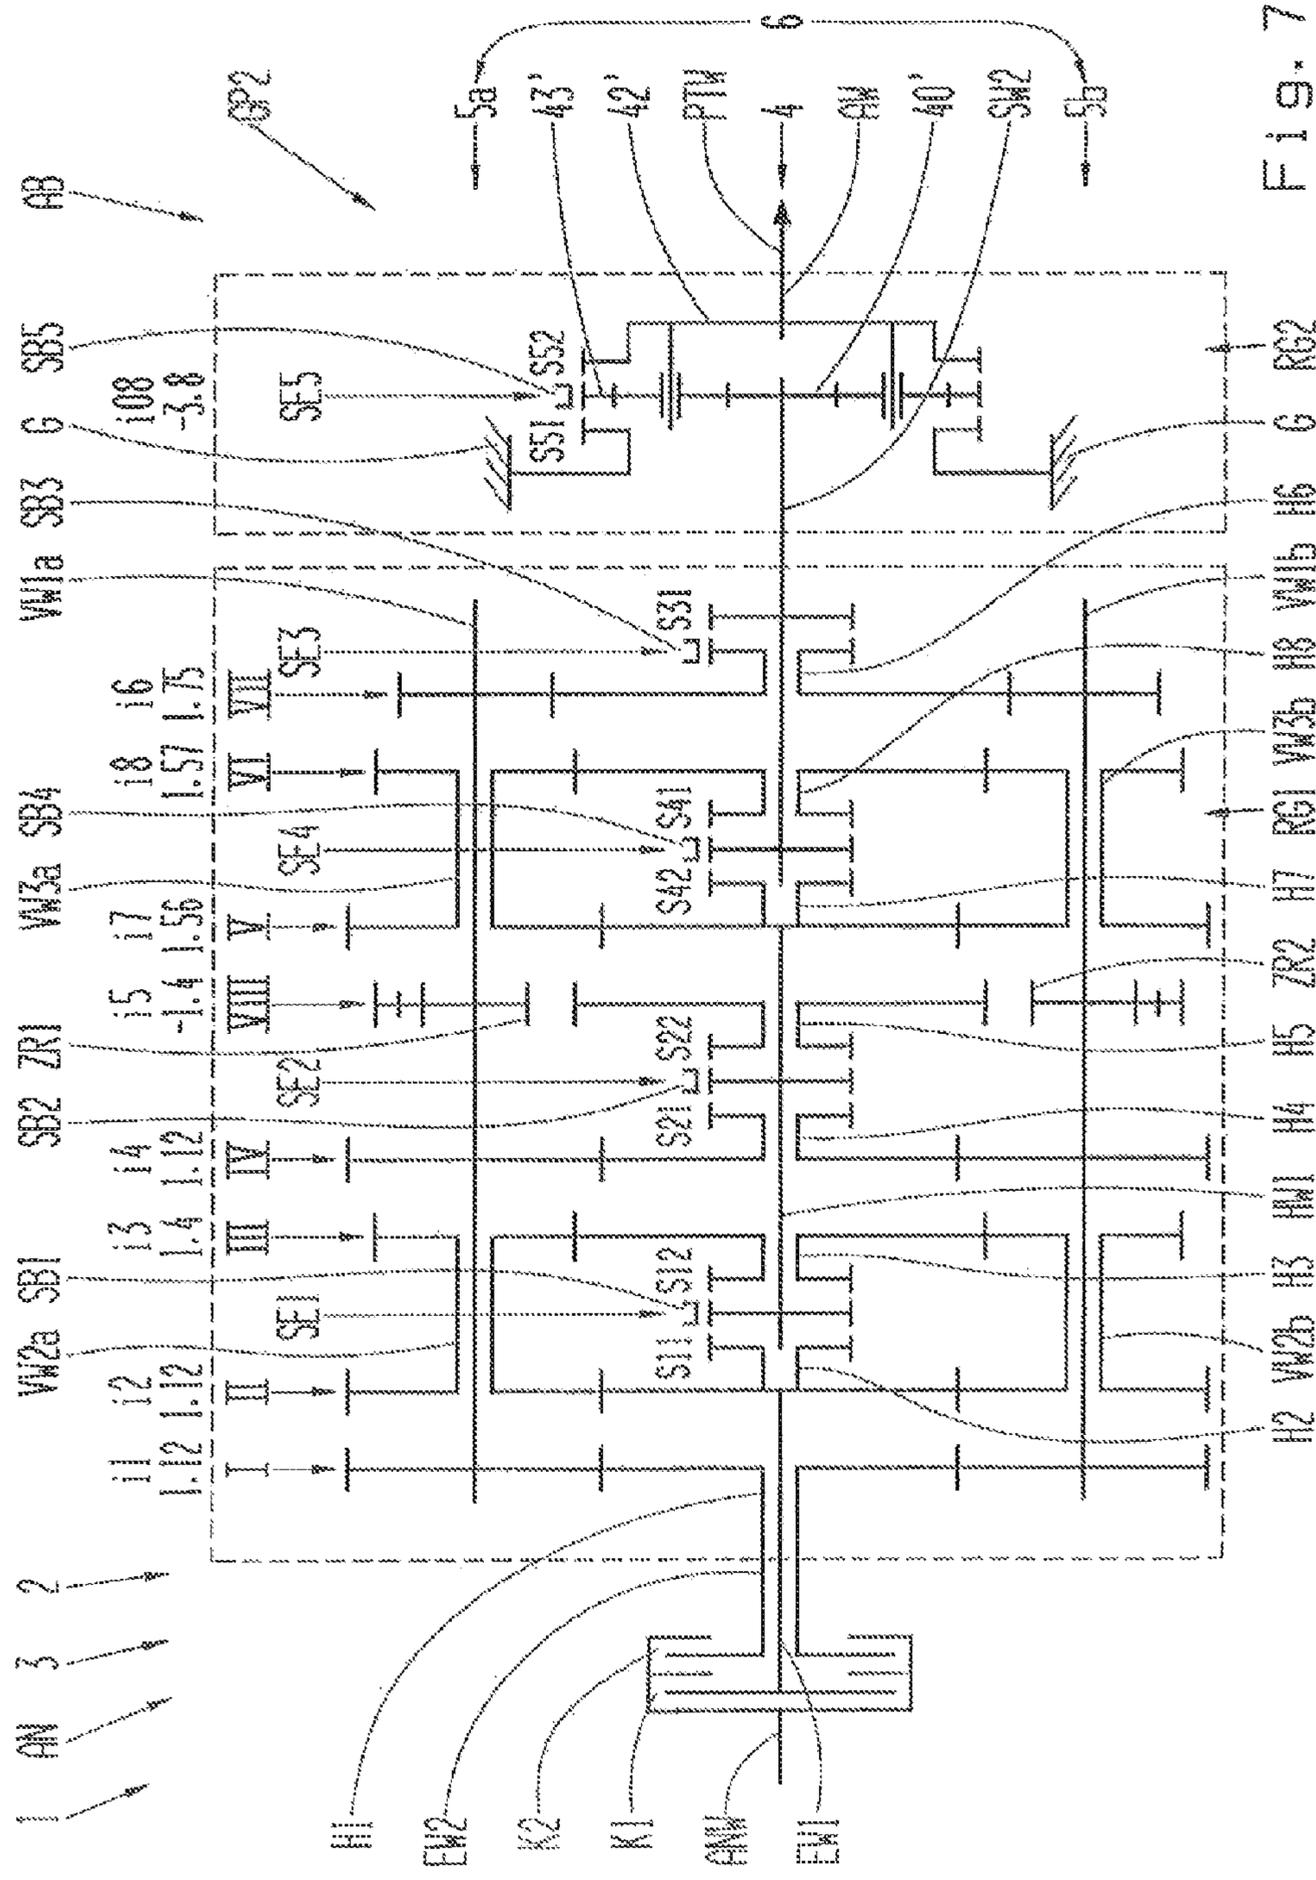 1 AN 3 2 VW2a SB1 SB2 ZR1 VW3a SB4 VW1a SB3 G SB5 AB
GP2
i1 i2 i3 i4 i5 i7 i8 i6 i08
1.12 1.12 1.4 1.12 -1.4 1.56 1.57 1.75 -3.8
I II III IV VIII V VI VII
SE1 SE2 SE4 SE3 SE5
S11 S12 S21 S22 S42 S41 S31 S51 S52
H1
EW2
K2
K1
ANW
EW1
5a
43'
42'
PTW
4
AW
40'
SW2
5b
6
H2 VW2b H3 HW1 H4 H5 ZR2 H7 RG1 VW3b H8 VW1b H6 G RG2
Fig. 7